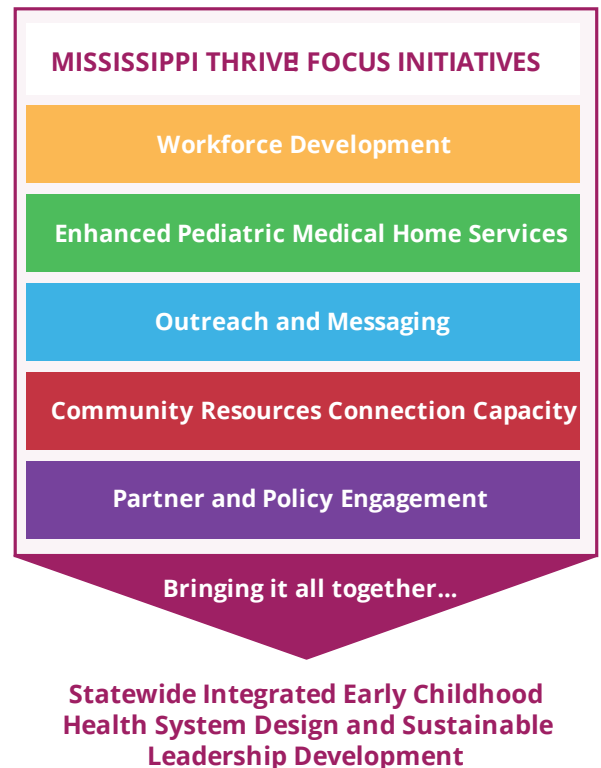 MISSISSIPPI THRIVE! FOCUS INITIATIVES
Workforce Development
Enhanced Pediatric Medical Home Services
Outreach and Messaging
Community Resources Connection Capacity
Partner and Policy Engagement
Bringing it all together...
Statewide Integrated Early Childhood
Health System Design and Sustainable
Leadership Development